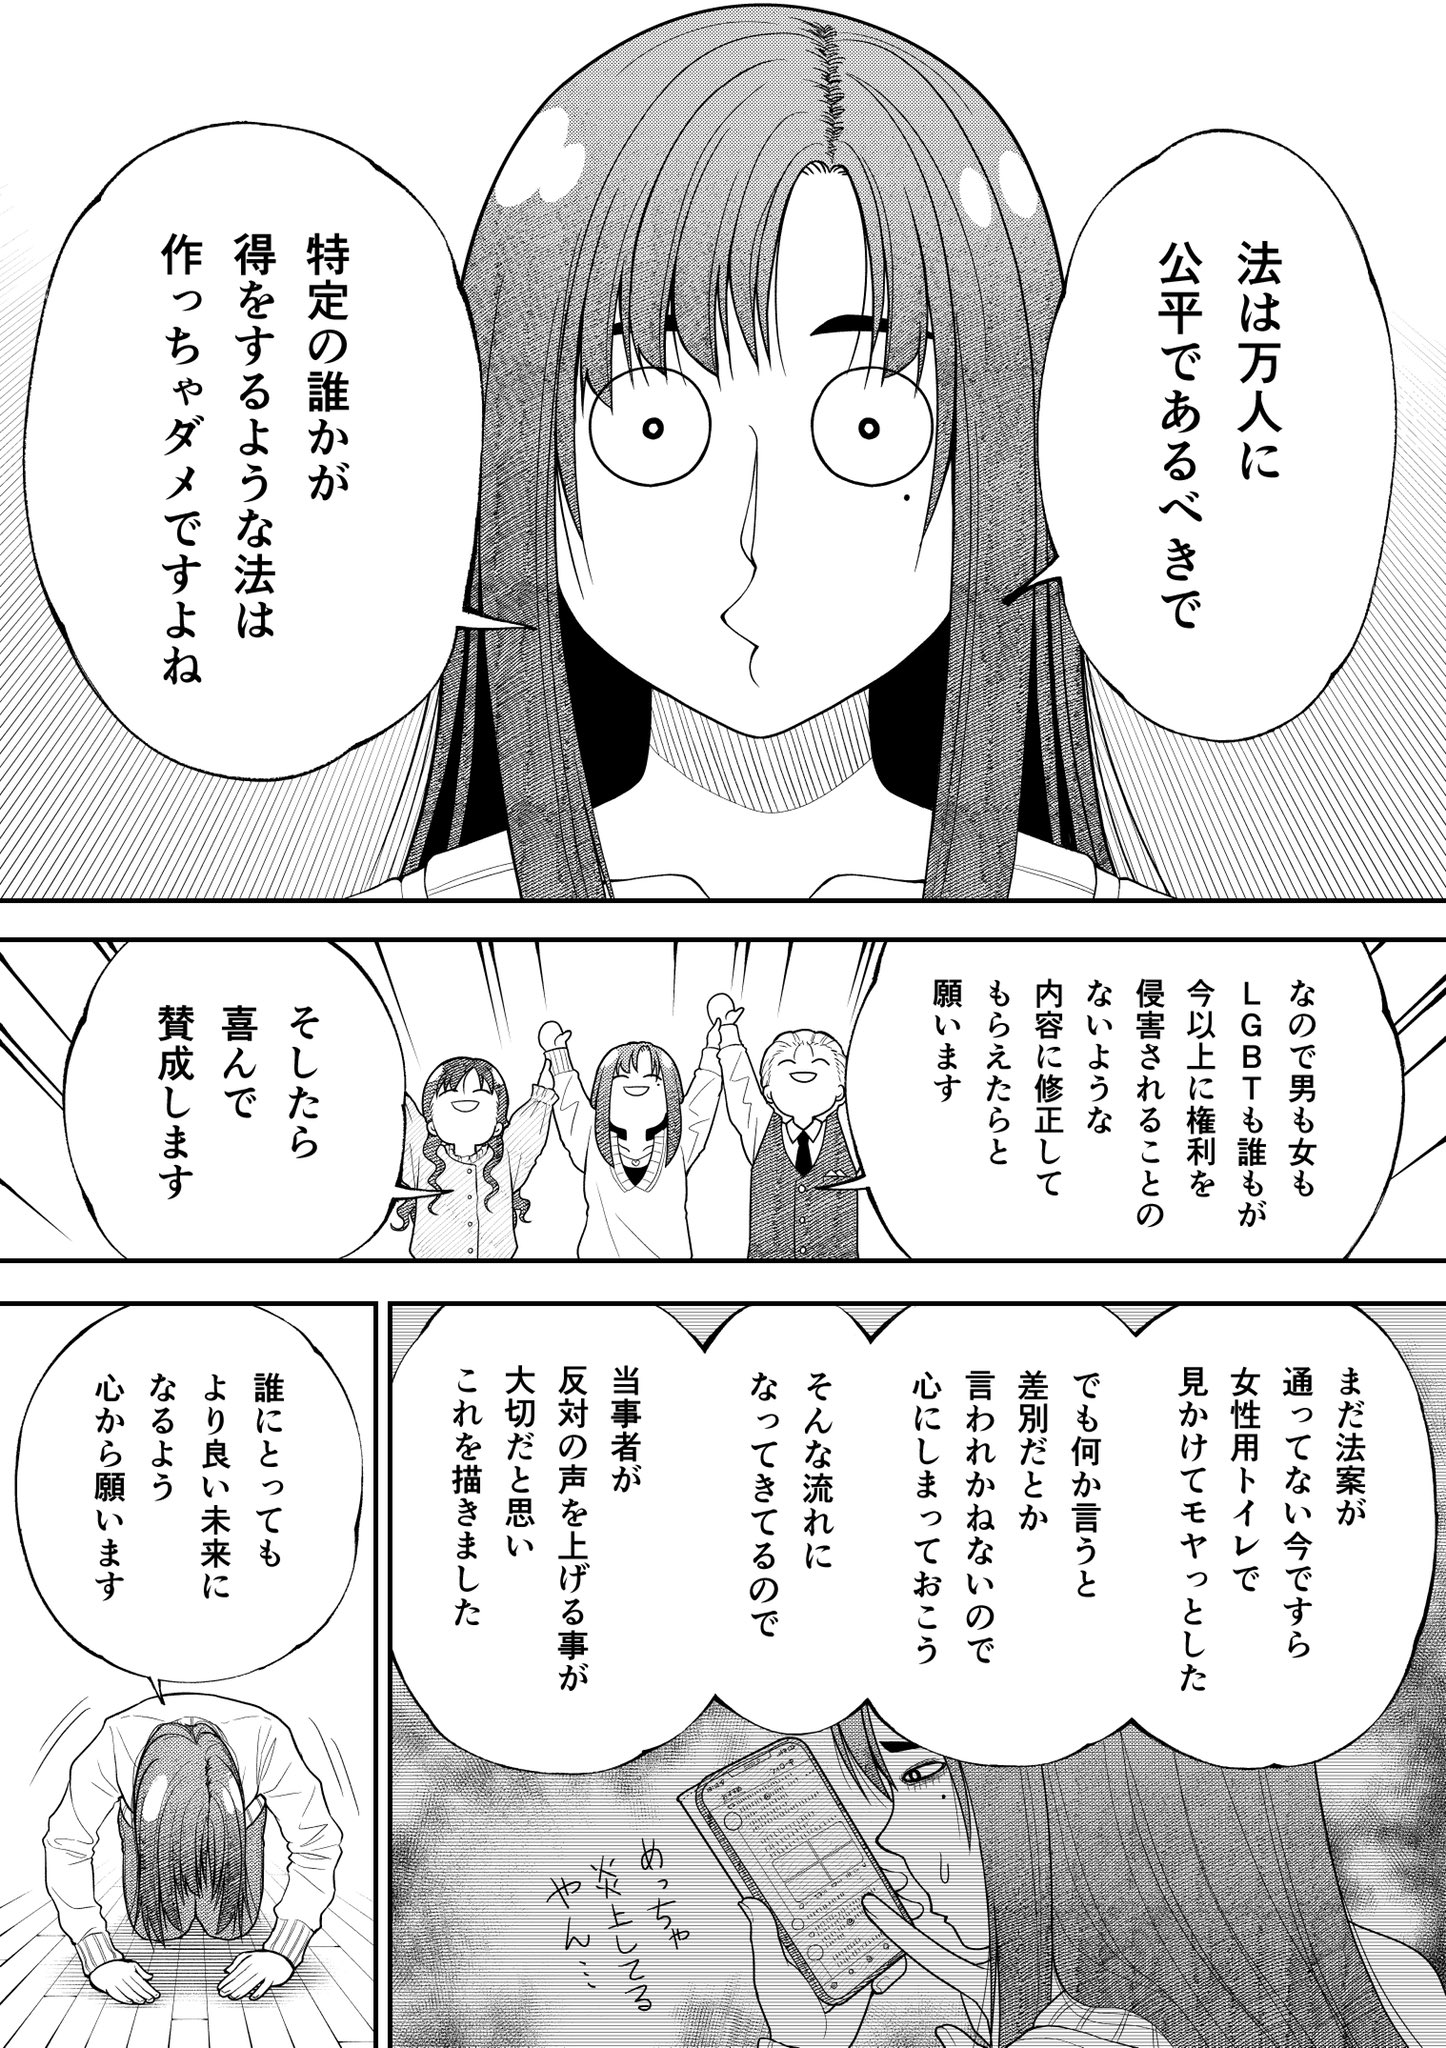 法は万人に
公平であるべきで
特定の誰かが
得をするような法は
作っちゃダメですよね
なので男も女も
LGBTも誰もが
今以上に権利を
侵害されることの
ないような
内容に修正して
もらえたらと
願います
そしたら
喜んで
賛成します
まだ法案が
通ってない今ですら
女性用トイレで
見かけてモヤっとした
でも何か言うと
差別だとか
言われかねないので
心にしまっておこう
そんな流れに
なってきてるので
当事者が
反対の声を上げる事が
大切だと思い
これを描きました
めっちゃ
炎上してる
やん…
誰にとっても
より良い未来に
なるよう
心から願います